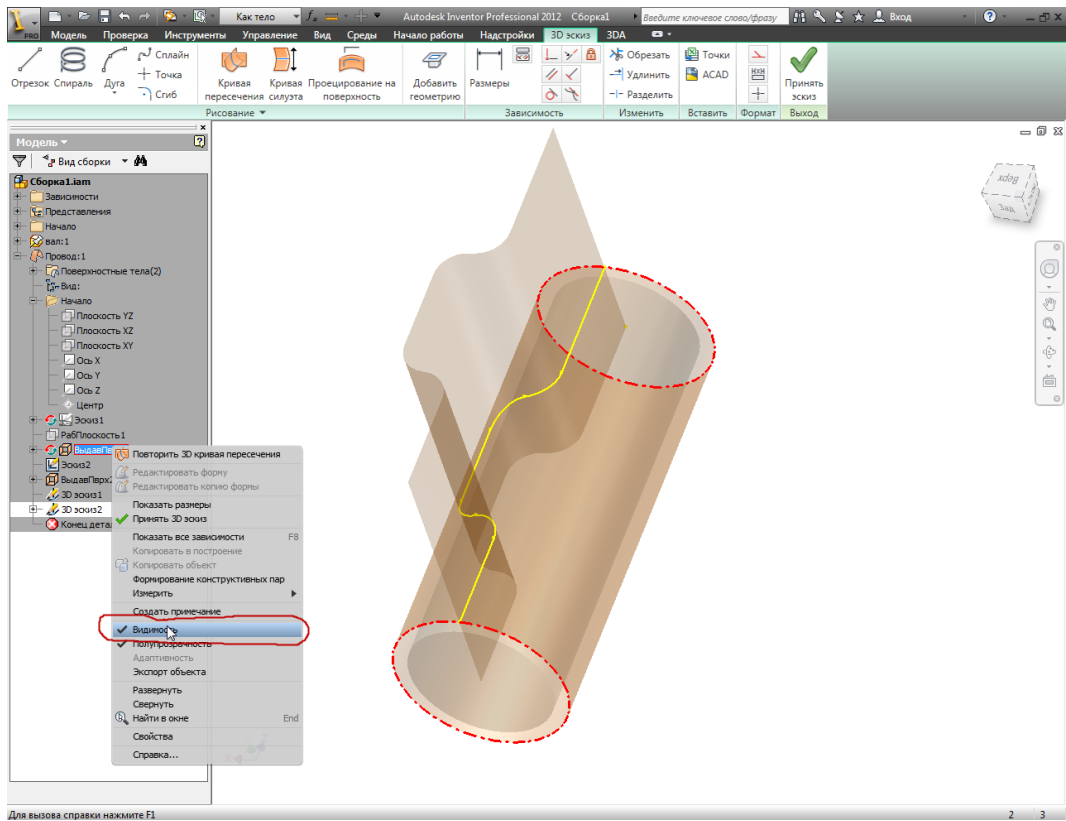 Как тело
Autodesk Inventor Professional 2012 Сборка1
Введите ключевое слово/фразу
Вход
PRO
Модель Проверка Инструменты Управление Вид Среды Начало работы Надстройки 3D эскиз 3DA
Отрезок Спираль Дуга
Сплайн
Точка
Сгиб
Кривая пересечения
Кривая силуэта
Проецирование на поверхность
Добавить геометрию
Размеры
Обрезать
Удлинить
Разделить
Точки
ACAD
Принять эскиз
Рисование Зависимость Изменить Вставить Формат Выход
Модель
Вид сборки
Сборка1.iam
Зависимости
Представления
Начало
вал:1
Провод:1
Поверхностные тела(2)
Вид:
Начало
Плоскость YZ
Плоскость XZ
Плоскость XY
Ось X
Ось Y
Ось Z
Центр
Эскиз1
РабПлоскость1
Эскиз2
ВыдавПврх2
3D эскиз1
3D эскиз2
Конец дета
Повторить 3D кривая пересечения
Редактировать форму
Редактировать копию формы
Показать размеры
Принять 3D эскиз
Показать все зависимости F8
Копировать в построение
Копировать объект
Формирование конструктивных пар
Измерить
Создать примечание
Видимость
Полупрозрачность
Адаптивность
Экспорт объекта
Развернуть
Свернуть
Найти в окне End
Свойства
Справка...
верх
Зад
Для вызова справки нажмите F1
2 3